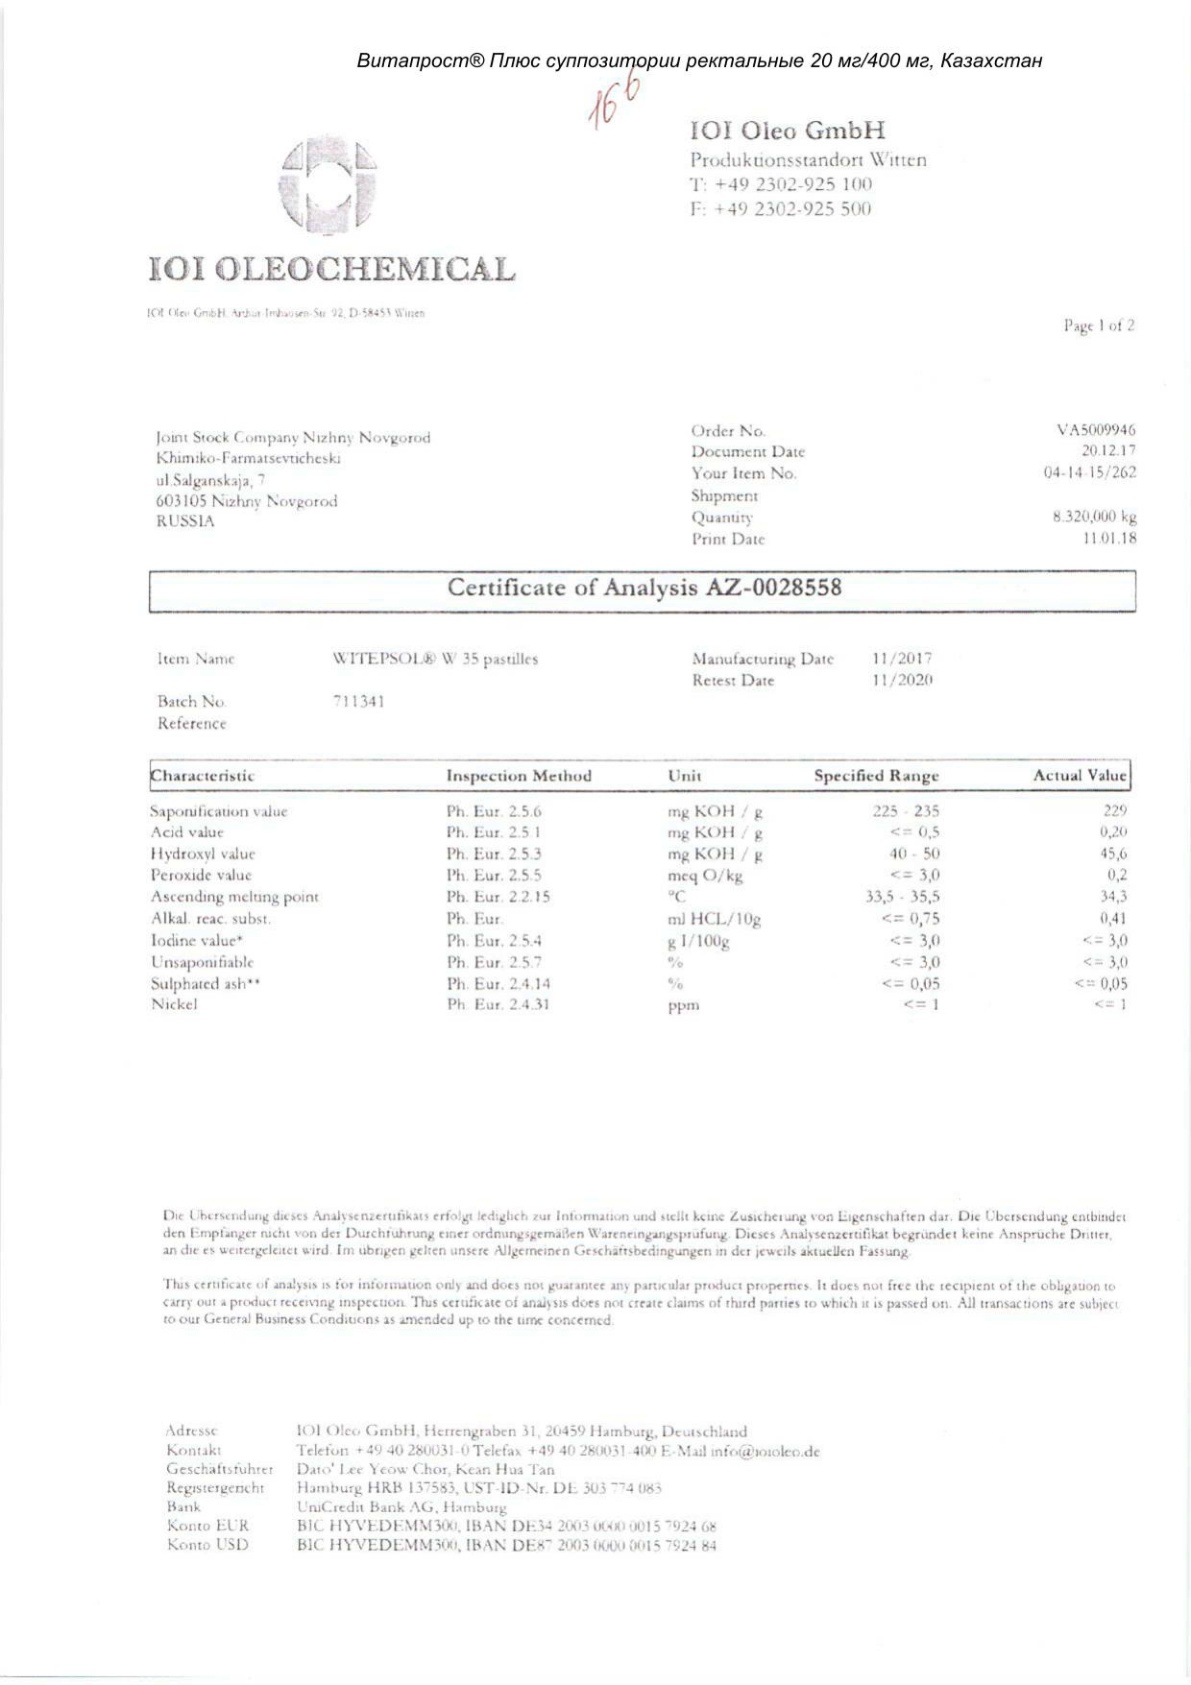 Витапрост® Плюс суппозитории ректальные 20 мг/400 мг, Казахстан
166
IOI Oleo GmbH
Produktionsstandort Witten
T: +49 2302-925 100
F: +49 2302-925 500
IOI OLEOCHEMICAL
IOI Oleo GmbH, Arthur-Imhausen-Str. 92, D-58453 Witten
Page 1 of 2
Joint Stock Company Nizhny Novgorod
Khimiko-Farmatsevticheski
ul.Salganskaja, 7
603105 Nizhny Novgorod
RUSSIA
Order No. VA5009946
Document Date 20.12.17
Your Item No. 04-14-15/262
Shipment
Quantity 8.320,000 kg
Print Date 11.01.18
Certificate of Analysis AZ-0028558
Item Name WITEPSOL® W 35 pastilles
Manufacturing Date 11/2017
Retest Date 11/2020
Batch No. 711341
Reference
Characteristic Inspection Method Unit Specified Range Actual Value
Saponification value Ph. Eur. 2.5.6 mg KOH / g 225 - 235 229
Acid value Ph. Eur. 2.5.1 mg KOH / g <= 0,5 0,20
Hydroxyl value Ph. Eur. 2.5.3 mg KOH / g 40 - 50 45,6
Peroxide value Ph. Eur. 2.5.5 meq O/kg <= 3,0 0,2
Ascending melting point Ph. Eur. 2.2.15 °C 33,5 - 35,5 34,3
Alkal. reac. subst. Ph. Eur. ml HCL/10g <= 0,75 0,41
Iodine value* Ph. Eur. 2.5.4 g I/100g <= 3,0 <= 3,0
Unsaponifiable Ph. Eur. 2.5.7 % <= 3,0 <= 3,0
Sulphated ash** Ph. Eur. 2.4.14 % <= 0,05 <= 0,05
Nickel Ph. Eur. 2.4.31 ppm <= 1 <= 1
Die Übersendung dieses Analysenzertifikats erfolgt lediglich zur Information und stellt keine Zusicherung von Eigenschaften dar. Die Übersendung entbindet
den Empfänger nicht von der Durchführung einer ordnungsgemäßen Wareneingangsprüfung. Dieses Analysenzertifikat begründet keine Ansprüche Dritter,
an die es weitergeleitet wird. Im übrigen gelten unsere Allgemeinen Geschäftsbedingungen in der jeweils aktuellen Fassung.
This certificate of analysis is for information only and does not guarantee any particular product properties. It does not free the recipient of the obligation to
carry out a product receiving inspection. This certificate of analysis does not create claims of third parties to which it is passed on. All transactions are subject
to our General Business Conditions as amended up to the time concerned.
Adresse IOI Oleo GmbH, Herrengraben 31, 20459 Hamburg, Deutschland
Kontakt Telefon +49 40 280031-0 Telefax +49 40 280031-400 E-Mail info@ioioleo.de
Geschäftsführer Dato' Lee Yeow Chor, Kean Hua Tan
Registergericht Hamburg HRB 137583, UST-ID-Nr. DE 303 774 083
Bank UniCredit Bank AG, Hamburg
Konto EUR BIC HYVEDEMM300, IBAN DE34 2003 0000 0015 7924 68
Konto USD BIC HYVEDEMM300, IBAN DE87 2003 0000 0015 7924 84